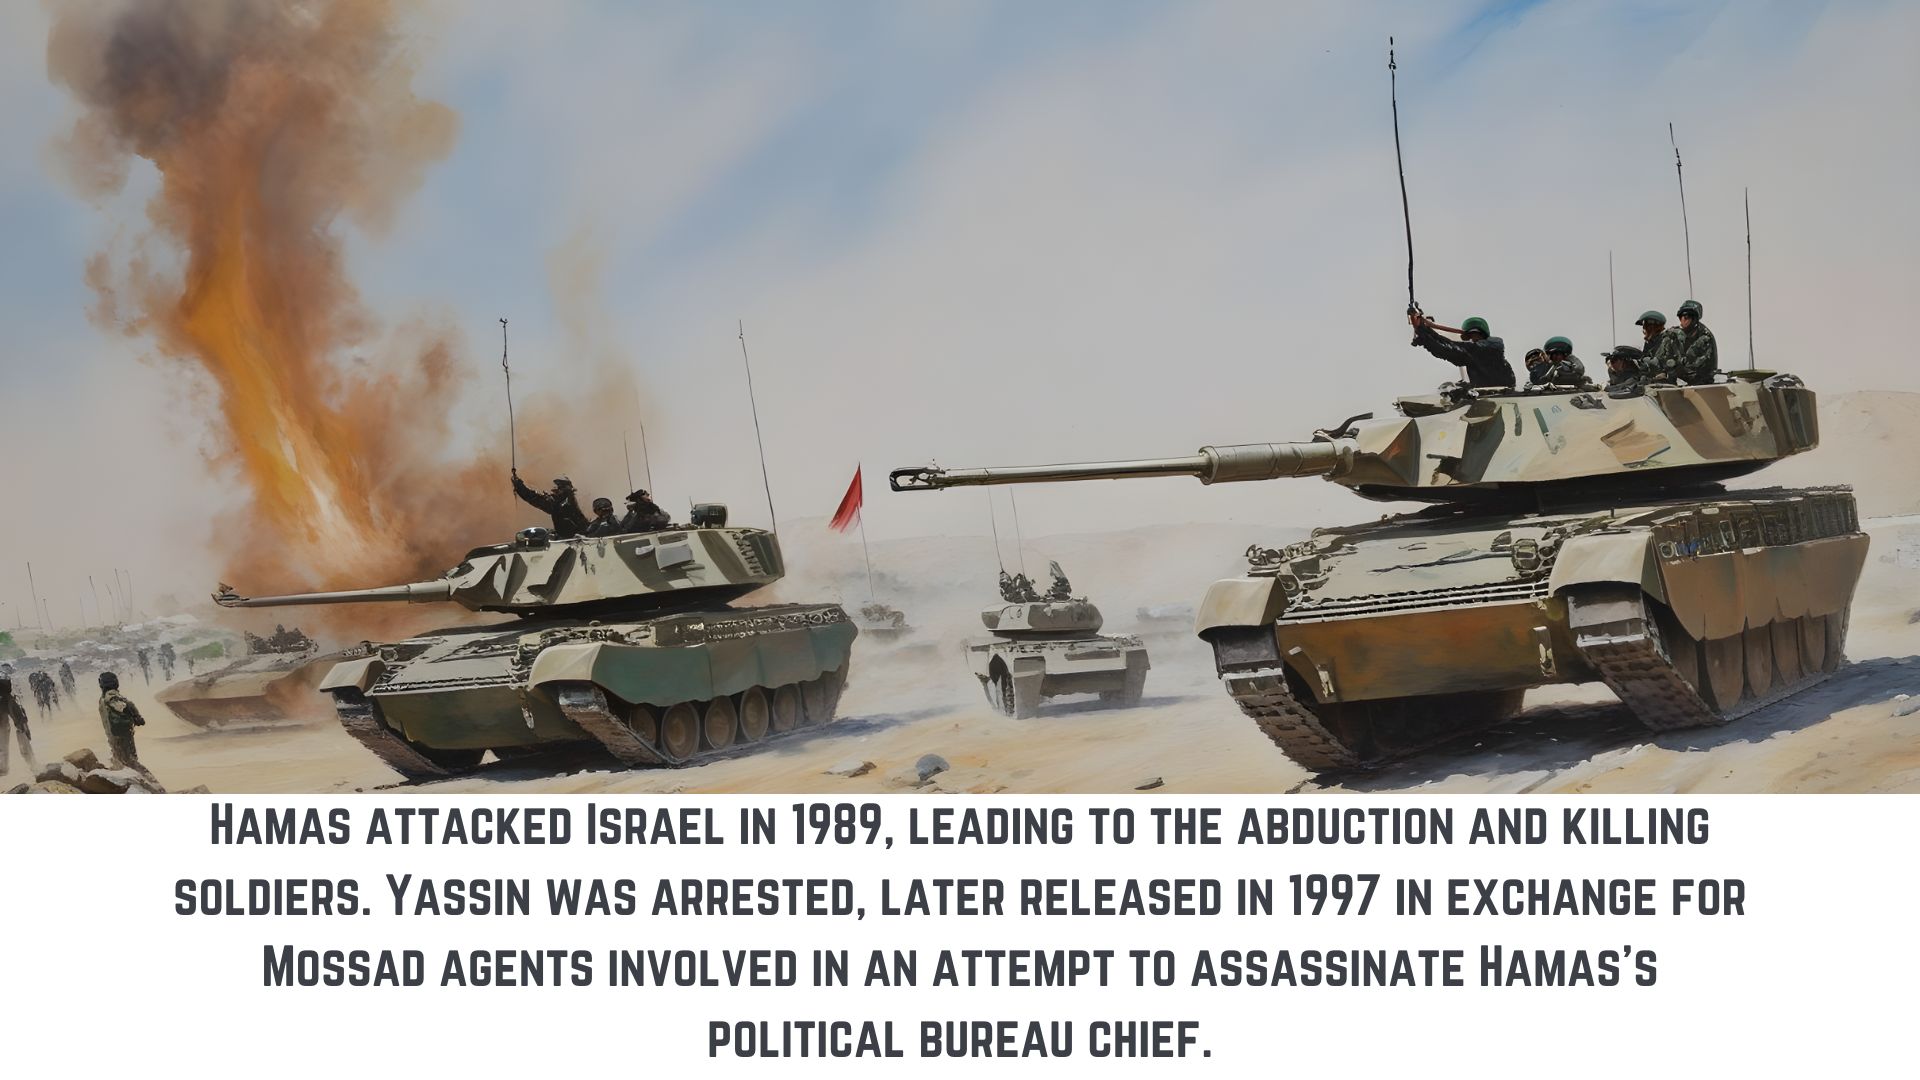 Hamas attacked Israel in 1989, leading to the abduction and killing
soldiers. Yassin was arrested, later released in 1997 in exchange for
Mossad agents involved in an attempt to assassinate Hamas's
political bureau chief.